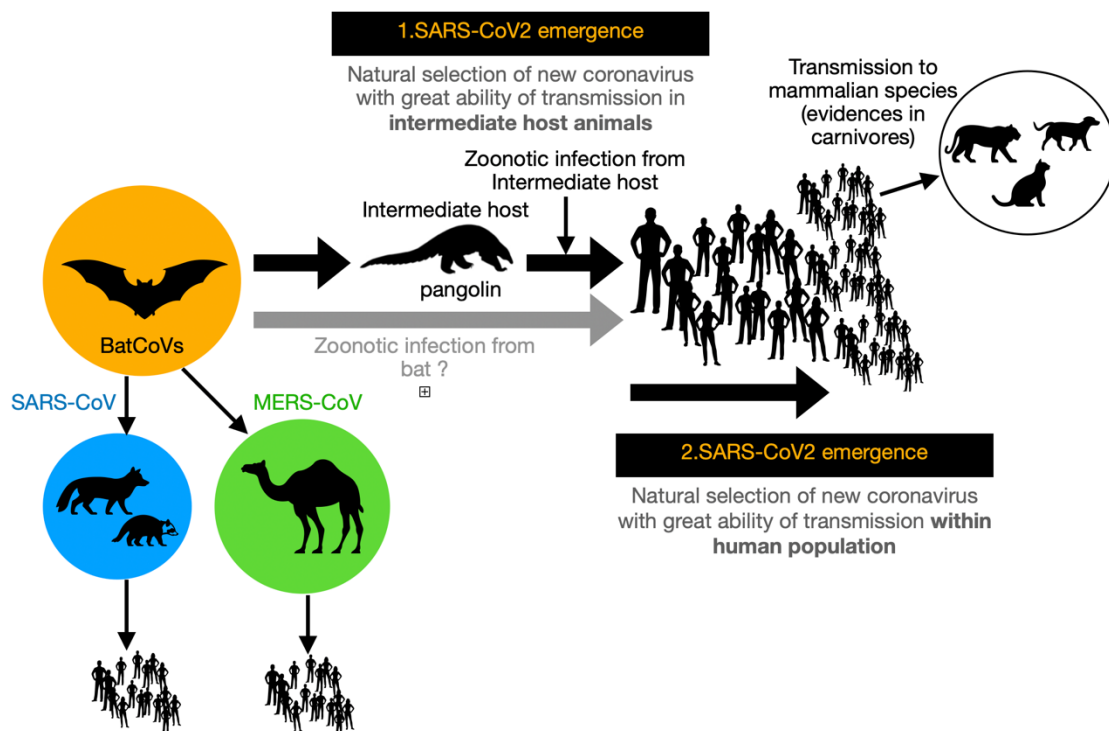 1.SARS-CoV2 emergence
Natural selection of new coronavirus
with great ability of transmission in
intermediate host animals
Transmission to
mammalian species
(evidences in
carnivores)
Zoonotic infection from
Intermediate host
Intermediate host
pangolin
BatCoVs
Zoonotic infection from
bat ?
SARS-CoV
MERS-CoV
2.SARS-CoV2 emergence
Natural selection of new coronavirus
with great ability of transmission within
human population